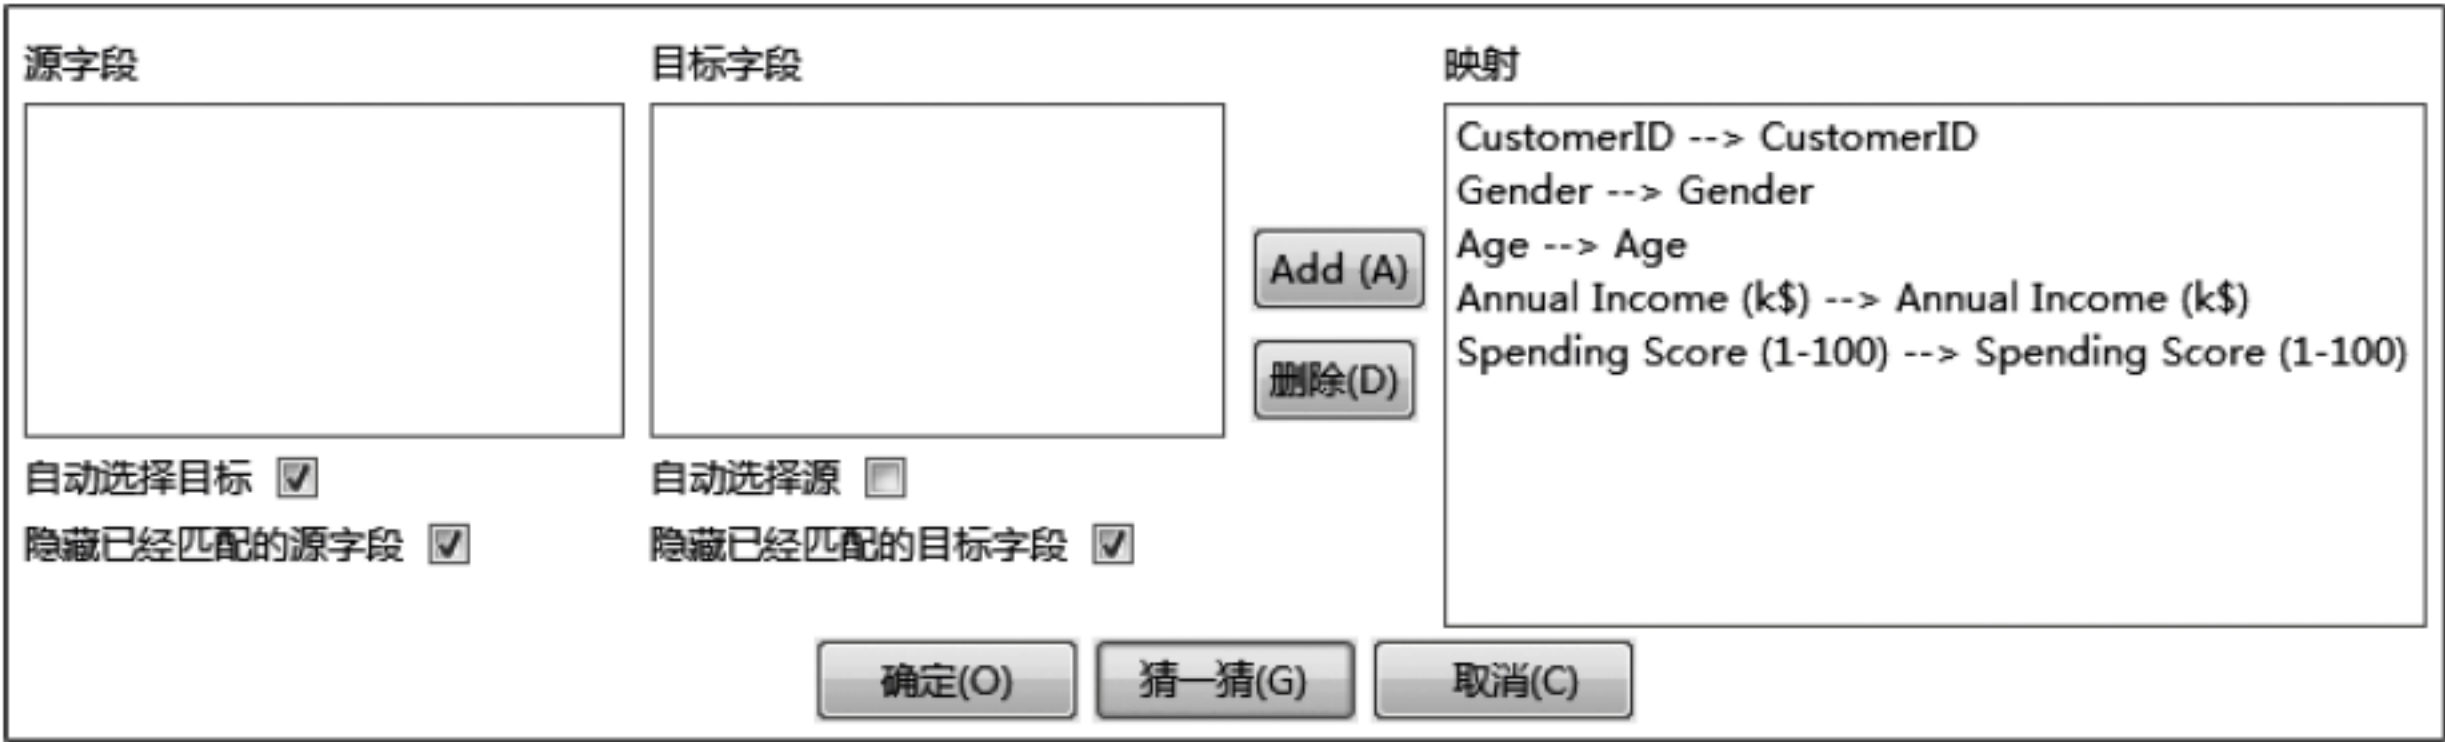 源字段
目标字段
映射
CustomerID --> CustomerID
Gender --> Gender
Age --> Age
Annual Income (k$) --> Annual Income (k$)
Spending Score (1-100) --> Spending Score (1-100)
Add (A)
删除(D)
自动选择目标
自动选择源
隐藏已经匹配的源字段
隐藏已经匹配的目标字段
确定(O)
猜一猜(G)
取消(C)